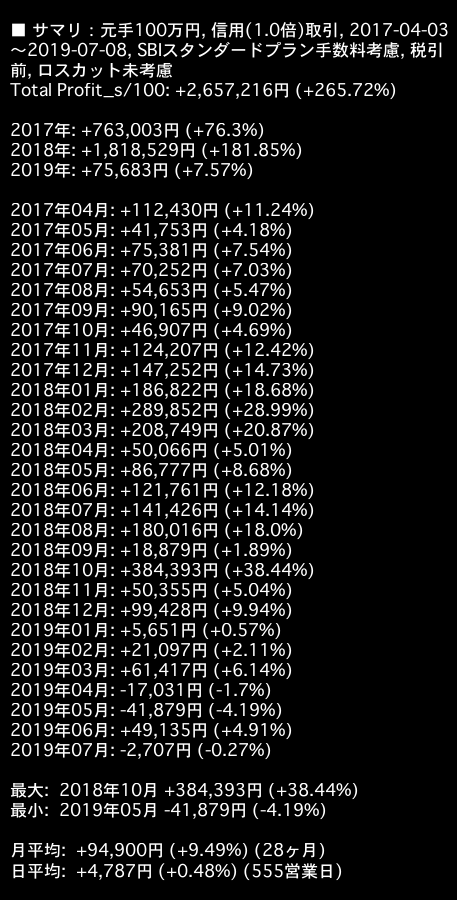 ■ サマリ : 元手100万円, 信用(1.0倍)取引, 2017-04-03
〜2019-07-08, SBIスタンダードプラン手数料考慮, 税引
前, ロスカット未考慮
Total Profit_s/100: +2,657,216円 (+265.72%)
2017年: +763,003円 (+76.3%)
2018年: +1,818,529円 (+181.85%)
2019年: +75,683円 (+7.57%)
2017年04月: +112,430円 (+11.24%)
2017年05月: +41,753円 (+4.18%)
2017年06月: +75,381円 (+7.54%)
2017年07月: +70,252円 (+7.03%)
2017年08月: +54,653円 (+5.47%)
2017年09月: +90,165円 (+9.02%)
2017年10月: +46,907円 (+4.69%)
2017年11月: +124,207円 (+12.42%)
2017年12月: +147,252円 (+14.73%)
2018年01月: +186,822円 (+18.68%)
2018年02月: +289,852円 (+28.99%)
2018年03月: +208,749円 (+20.87%)
2018年04月: +50,066円 (+5.01%)
2018年05月: +86,777円 (+8.68%)
2018年06月: +121,761円 (+12.18%)
2018年07月: +141,426円 (+14.14%)
2018年08月: +180,016円 (+18.0%)
2018年09月: +18,879円 (+1.89%)
2018年10月: +384,393円 (+38.44%)
2018年11月: +50,355円 (+5.04%)
2018年12月: +99,428円 (+9.94%)
2019年01月: +5,651円 (+0.57%)
2019年02月: +21,097円 (+2.11%)
2019年03月: +61,417円 (+6.14%)
2019年04月: -17,031円 (-1.7%)
2019年05月: -41,879円 (-4.19%)
2019年06月: +49,135円 (+4.91%)
2019年07月: -2,707円 (-0.27%)
最大: 2018年10月 +384,393円 (+38.44%)
最小: 2019年05月 -41,879円 (-4.19%)
月平均: +94,900円 (+9.49%) (28ヶ月)
日平均: +4,787円 (+0.48%) (555営業日)